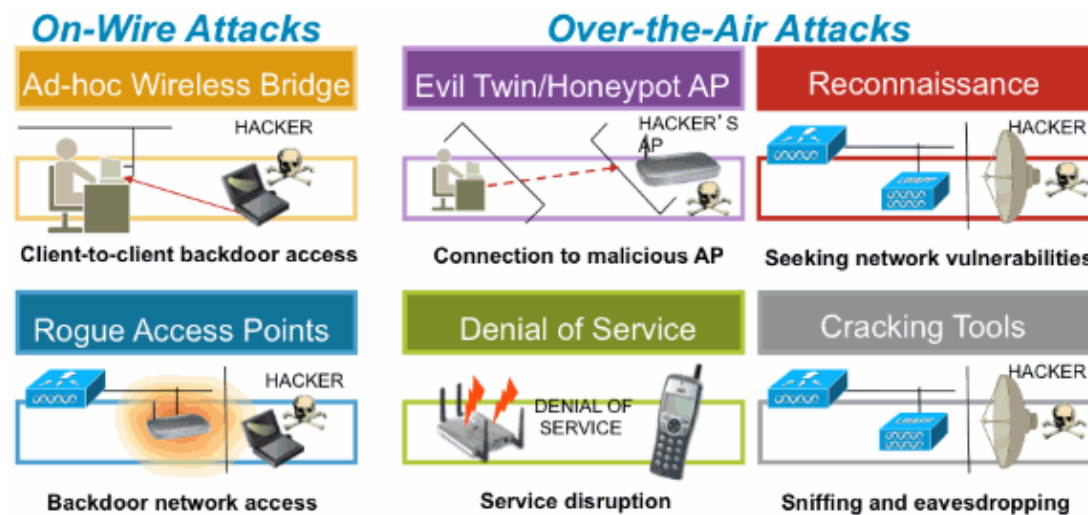 On-Wire Attacks
Over-the-Air Attacks
Ad-hoc Wireless Bridge
HACKER
Client-to-client backdoor access
Evil Twin/Honeypot AP
HACKER'S
AP
Connection to malicious AP
Reconnaissance
HACKER
Seeking network vulnerabilities
Rogue Access Points
HACKER
Backdoor network access
Denial of Service
DENIAL OF
SERVICE
Service disruption
Cracking Tools
HACKER
Sniffing and eavesdropping